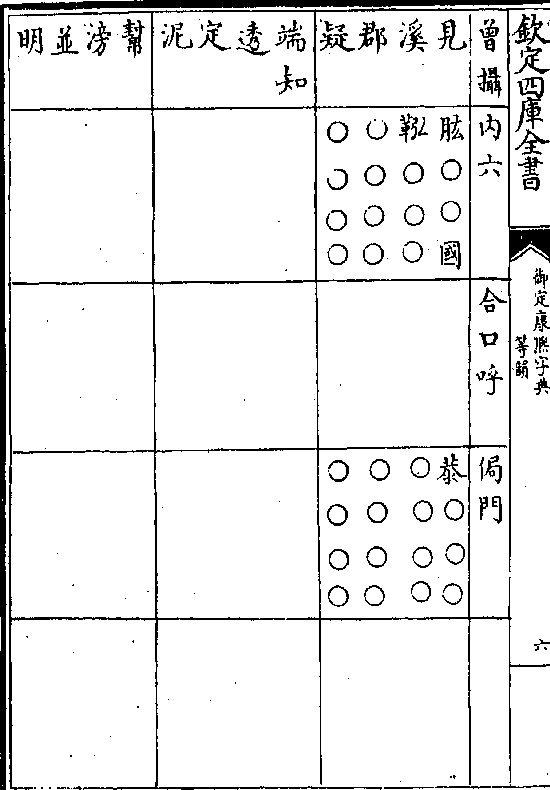 欽定四庫全書
御定康熙字典
等韻
六
曾攝內六 合口呼 侷門
見 肱○○國 恭○○○
溪 鞃○○○ ○○○○
郡 ○○○○ ○○○○
疑 ○○○○ ○○○○
端知
透
定
泥
幫
滂
並
明